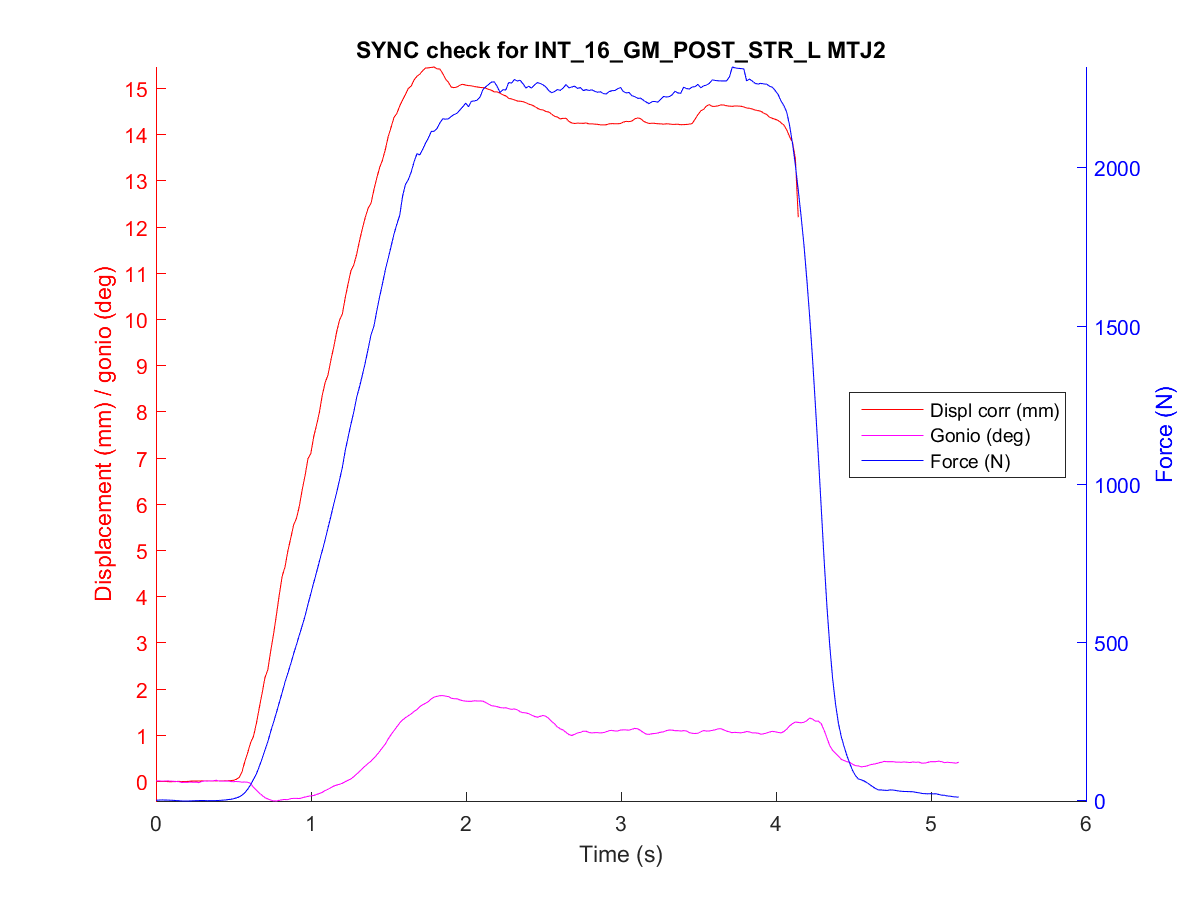 SYNC check for INT_16_GM_POST_STR_L MTJ2
15
14
13
12
11
10
9
8
7
6
5
4
3
2
1
0
Displacement (mm) / gonio (deg)
2000
1500
1000
500
0
Force (N)
Displ corr (mm)
Gonio (deg)
Force (N)
0 1 2 3 4 5 6
Time (s)